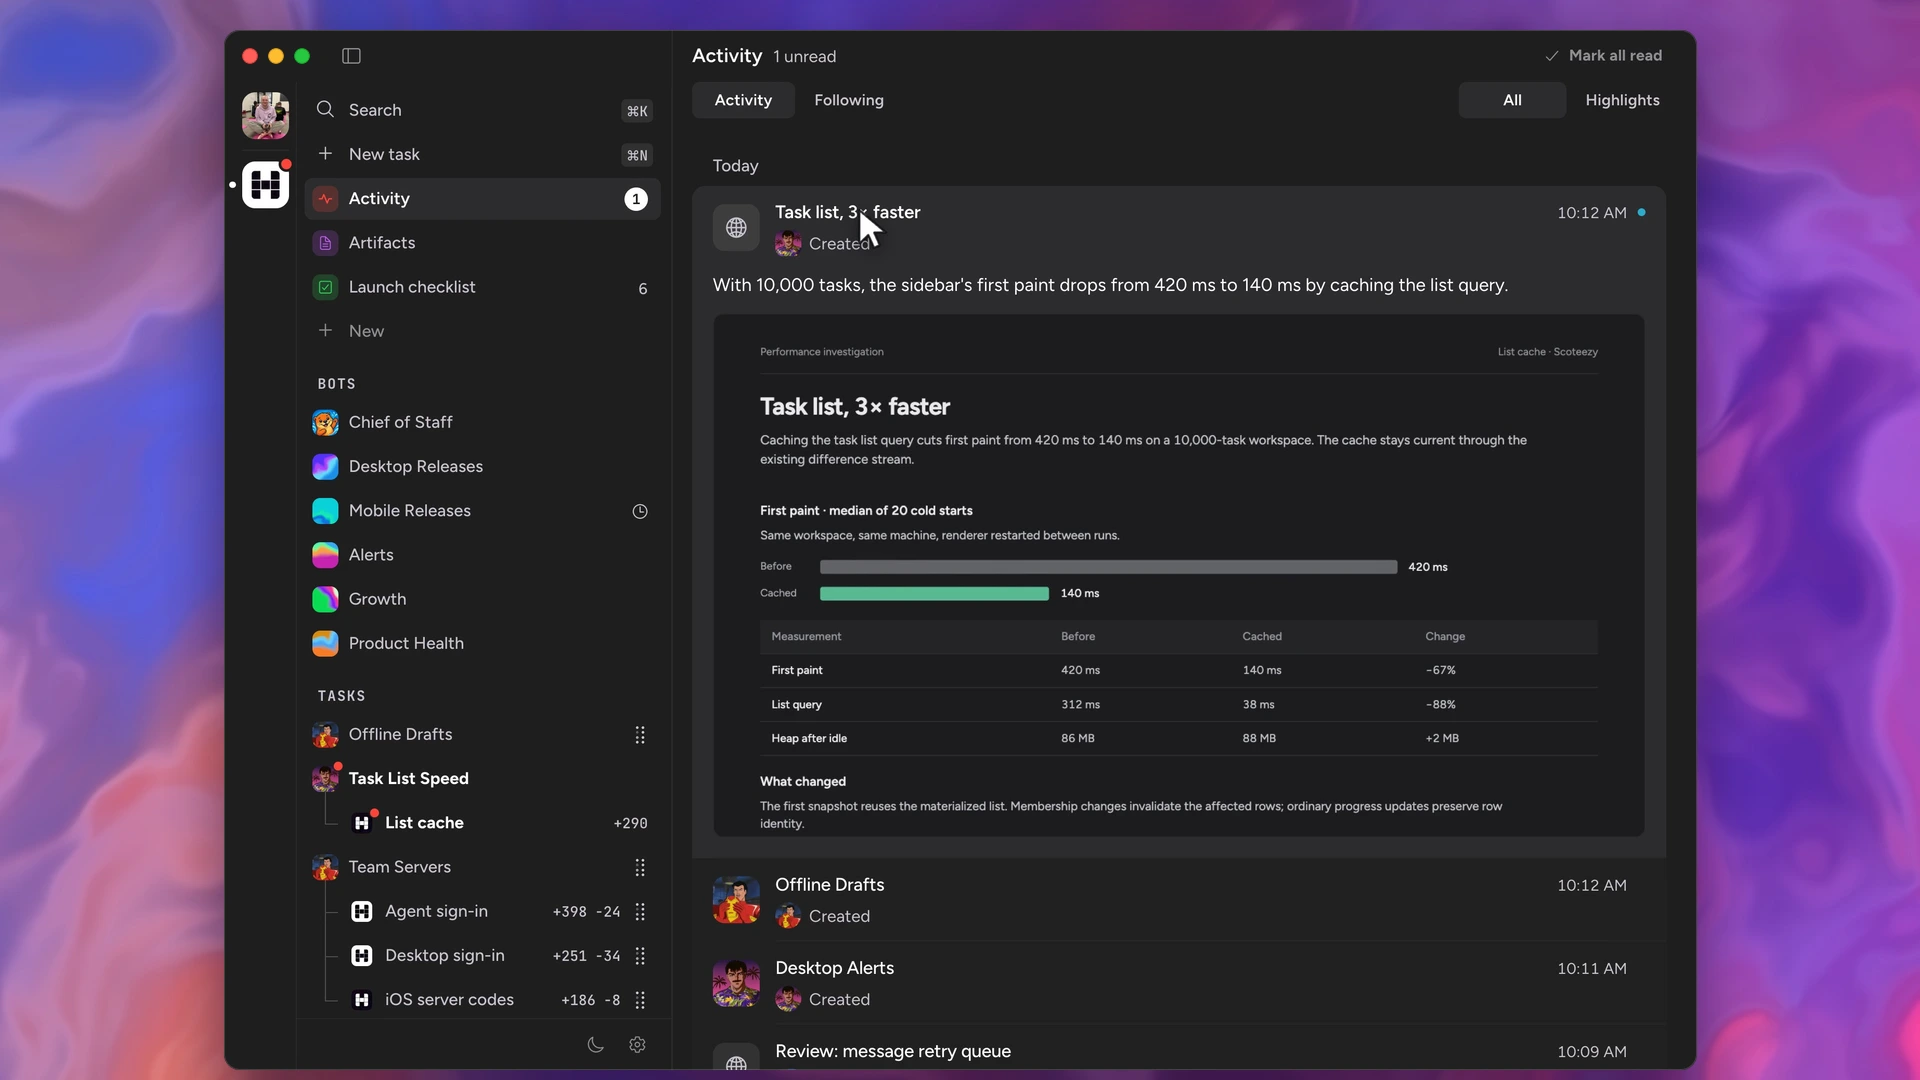 Search ⌘K
New task ⌘N
Activity 1
Artifacts
Launch checklist 6
New
BOTS
Chief of Staff
Desktop Releases
Mobile Releases
Alerts
Growth
Product Health
TASKS
Offline Drafts
Task List Speed
List cache +290
Team Servers
Agent sign-in +398 -24
Desktop sign-in +251 -34
iOS server codes +186 -8
Activity 1 unread
Mark all read
Activity Following
All Highlights
Today
Task list, 3× faster 10:12 AM
Created
With 10,000 tasks, the sidebar's first paint drops from 420 ms to 140 ms by caching the list query.
Performance investigation List cache · Scoteezy
Task list, 3× faster
Caching the task list query cuts first paint from 420 ms to 140 ms on a 10,000-task workspace. The cache stays current through the
existing difference stream.
First paint · median of 20 cold starts
Same workspace, same machine, renderer restarted between runs.
Before 420 ms
Cached 140 ms
Measurement Before Cached Change
First paint 420 ms 140 ms −67%
List query 312 ms 38 ms −88%
Heap after idle 86 MB 88 MB +2 MB
What changed
The first snapshot reuses the materialized list. Membership changes invalidate the affected rows; ordinary progress updates preserve row
identity.
Offline Drafts 10:12 AM
Created
Desktop Alerts 10:11 AM
Created
Review: message retry queue 10:09 AM